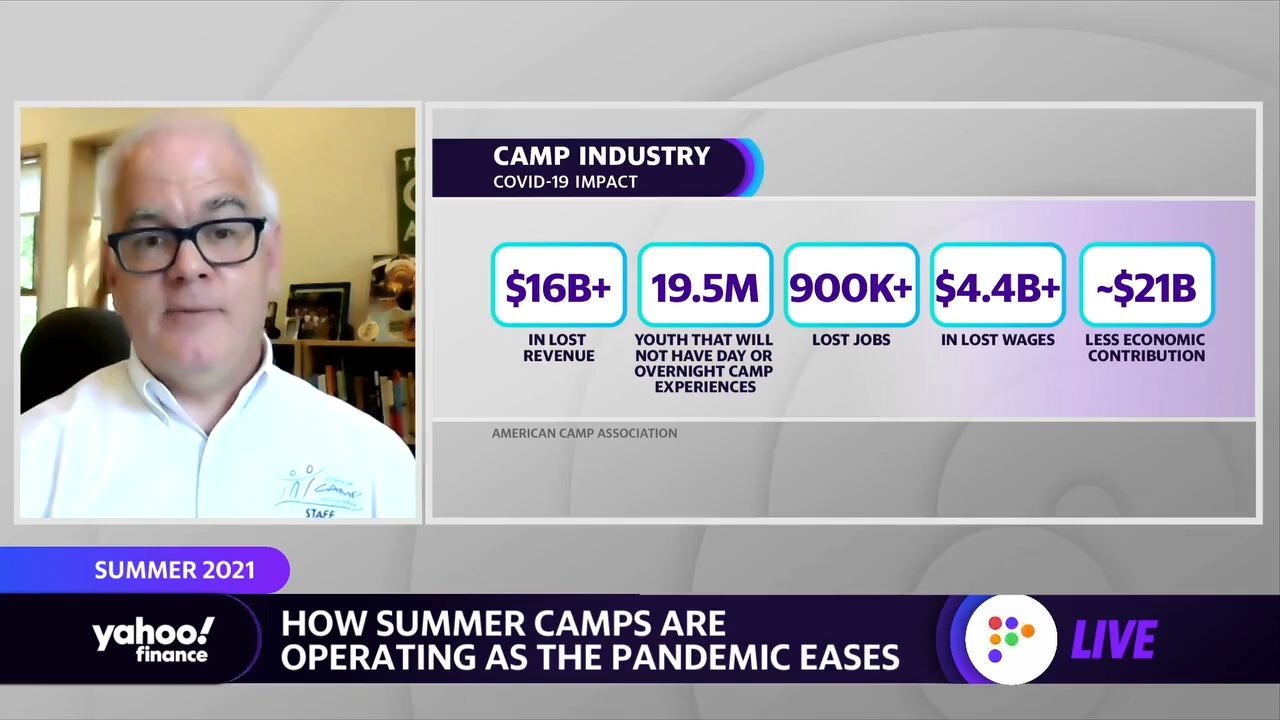 CAMP INDUSTRY
COVID-19 IMPACT
$16B+
IN LOST
REVENUE
19.5M
YOUTH THAT WILL
NOT HAVE DAY OR
OVERNIGHT CAMP
EXPERIENCES
900K+
LOST JOBS
$4.4B+
IN LOST WAGES
~$21B
LESS ECONOMIC
CONTRIBUTION
AMERICAN CAMP ASSOCIATION
CAMP
STAFF
SUMMER 2021
yahoo!
finance
HOW SUMMER CAMPS ARE
OPERATING AS THE PANDEMIC EASES
LIVE